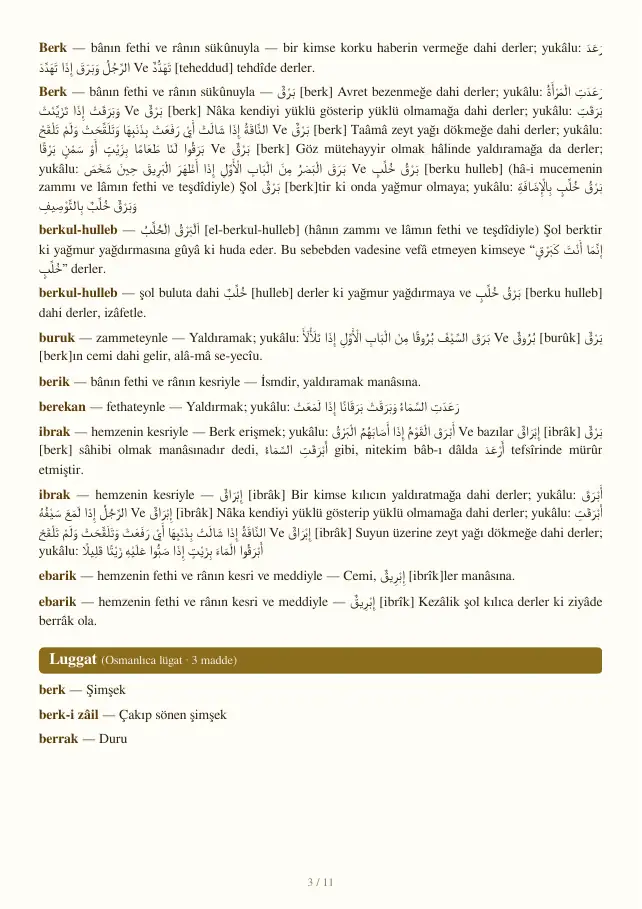 Berk — bânın fethi ve rânın sükûnuyla — bir kimse korku haberin vermeğe dahi derler; yukâlu: رَعَدَ
الرَّجُلُ وَبَرَقَ إِذَا تَهَدَّدَ Ve تَهَدُّدٌ [teheddud] tehdîde derler.
Berk — bânın fethi ve rânın sükûnuyla — بَرْقٌ [berk] Avret bezenmeğe dahi derler; yukâlu: رَعَدَتِ الْمَرْأَةُ
وَبَرَقَتْ إِذَا تَزَيَّنَتْ Ve بَرْقٌ [berk] Nâka kendiyi yüklü gösterip yüklü olmamağa dahi derler; yukâlu: بَرَقَتِ
النَّاقَةُ إِذَا شَالَتْ أَيْ رَفَعَتْ بِذَنَبِهَا وَتَلَقَّحَتْ وَلَمْ تَلْقَحْ Ve بَرْقٌ [berk] Taâma zeyt yağı dökmeğe dahi derler; yukâlu:
بَرَقُوا لَنَا طَعَامًا بِزَيْتٍ أَوْ سَمْنٍ بَرْقًا Ve بَرْقٌ [berk] Göz mütehayyir olmak hâlinde yaldıramağa da derler;
yukâlu: بَرَقَ الْبَصَرُ مِنَ الْبَابِ الْأَوَّلِ إِذَا أَظْهَرَ الْبَرِيقَ حِينَ شَخَصَ Ve بَرْقُ خُلَّبٍ [berku hulleb] (hâ-i mucemenin
zammı ve lâmın fethi ve teşdîdiyle) Şol بَرْقٌ [berk]tir ki onda yağmur olmaya; yukâlu: بَرْقُ خُلَّبٍ بِالْإِضَافَةِ
وَبَرْقٌ خُلَّبٌ بِالتَّوْصِيفِ
berkul-hulleb — اَلْبَرْقُ الْخُلَّبُ [el-berkul-hulleb] (hânın zammı ve lâmın fethi ve teşdîdiyle) Şol berktir
ki yağmur yağdırmasına gûyâ ki huda eder. Bu sebebden vadesine vefâ etmeyen kimseye “إِنَّمَا أَنْتَ كَبَرْقٍ
خُلَّبٍ” derler.
berkul-hulleb — şol buluta dahi خُلَّبٌ [hulleb] derler ki yağmur yağdırmaya ve بَرْقُ خُلَّبٍ [berku hulleb]
dahi derler, izâfetle.
buruk — zammeteynle — Yaldıramak; yukâlu: بَرَقَ السَّيْفُ بُرُوقًا مِنَ الْبَابِ الْأَوَّلِ إِذَا تَلَأْلَأَ Ve بُرُوقٌ [burûk] بَرْقٌ
[berk]ın cemi dahi gelir, alâ-mâ se-yecîu.
berik — bânın fethi ve rânın kesriyle — İsmdir, yaldıramak manâsına.
berekan — fethateynle — Yaldırmak; yukâlu: رَعَدَتِ السَّمَاءُ وَبَرَقَتْ بَرَقَانًا إِذَا لَمَعَتْ
ibrak — hemzenin kesriyle — Berk erişmek; yukâlu: أَبْرَقَ الْقَوْمُ إِذَا أَصَابَهُمُ الْبَرْقُ Ve bazılar إِبْرَاقٌ [ibrâk] بَرْقٌ
[berk] sâhibi olmak manâsınadır dedi, أَبْرَقَتِ السَّمَاءُ gibi, nitekim bâb-ı dâlda أَرْعَدَ tefsîrinde mürûr
etmiştir.
ibrak — hemzenin kesriyle — إِبْرَاقٌ [ibrâk] Bir kimse kılıcın yaldıratmağa dahi derler; yukâlu: أَبْرَقَ
الرَّجُلُ إِذَا لَمَعَ سَيْفُهُ Ve إِبْرَاقٌ [ibrâk] Nâka kendiyi yüklü gösterip yüklü olmamağa dahi derler; yukâlu: أَبْرَقَتِ
النَّاقَةُ إِذَا شَالَتْ بِذَنَبِهَا أَيْ رَفَعَتْ وَتَلَقَّحَتْ وَلَمْ تَلْقَحْ Ve إِبْرَاقٌ [ibrâk] Suyun üzerine zeyt yağı dökmeğe dahi derler;
yukâlu: أَبْرَقُوا الْمَاءَ بِزَيْتٍ إِذَا صَبُّوا عَلَيْهِ زَيْتًا قَلِيلًا
ebarik — hemzenin fethi ve rânın kesri ve meddiyle — Cemi, إِبْرِيقٌ [ibrîk]ler manâsına.
ebarik — hemzenin fethi ve rânın kesri ve meddiyle — إِبْرِيقٌ [ibrîk] Kezâlik şol kılıca derler ki ziyâde
berrâk ola.
Luggat (Osmanlıca lügat · 3 madde)
berk — Şimşek
berk-i zâil — Çakıp sönen şimşek
berrak — Duru
3 / 11